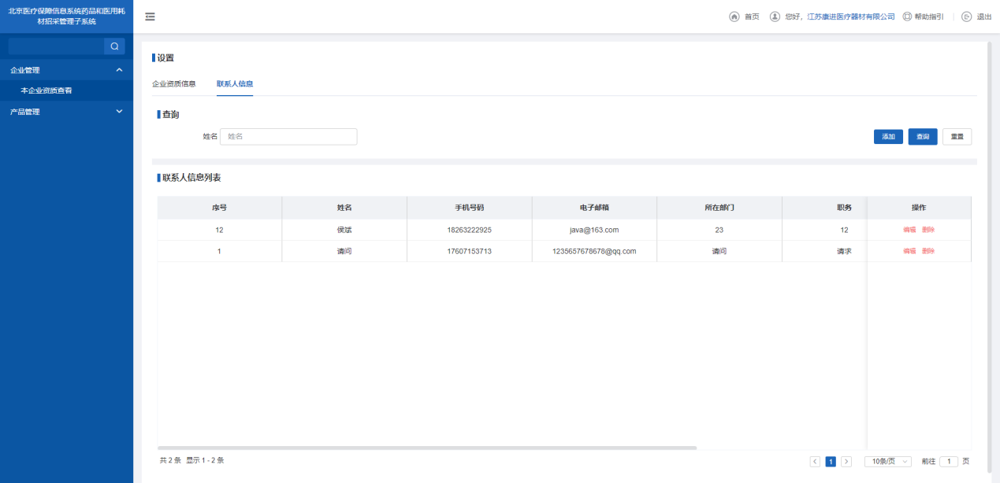 北京医疗保障信息系统药品和医用耗
材招采管理子系统
首页 您好，江苏康进医疗器材有限公司 帮助指引 退出
企业管理
本企业资质查看
产品管理
设置
企业资质信息 联系人信息
查询
姓名 姓名 添加 查询 重置
联系人信息列表
序号 姓名 手机号码 电子邮箱 所在部门 职务 操作
12 侯斌 18263222925 java@163.com 23 12 编辑 删除
1 请问 17607153713 1235657678678@qq.com 请问 请求 编辑 删除
共 2 条 显示 1 - 2 条 1 10条/页 前往 1 页